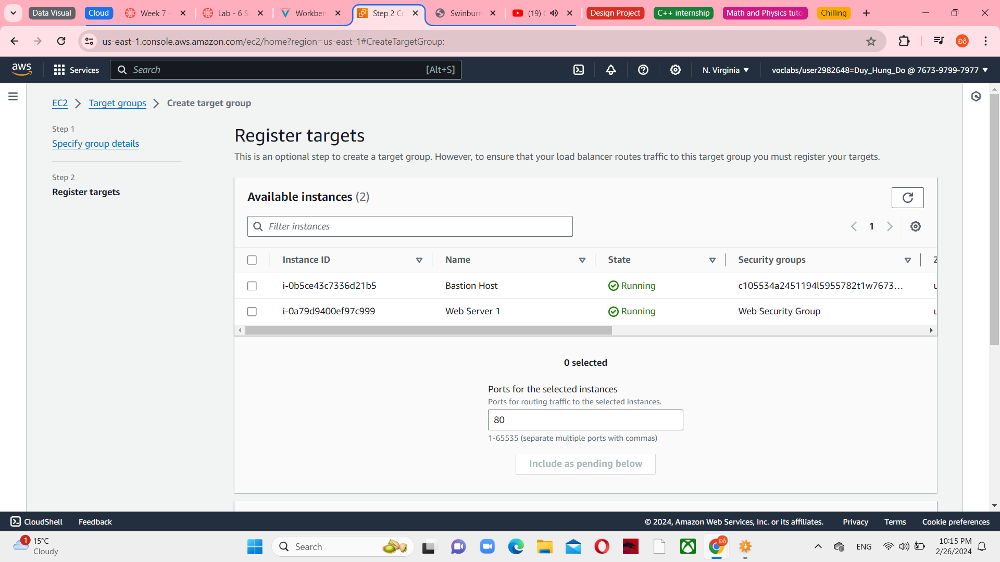 Data Visual
Cloud
Week 7 -
Lab - 6 S
Workben
Step 2 Cr
Swinburn
(19)
Design Project
C++ internship
Math and Physics tuto
Chilling
us-east-1.console.aws.amazon.com/ec2/home?region=us-east-1#CreateTargetGroup:
Đỗ
aws
Services
Search
[Alt+S]
N. Virginia
voclabs/user2982648=Duy_Hung_Do @ 7673-9799-7977
EC2
Target groups
Create target group
Step 1
Specify group details
Step 2
Register targets
Register targets
This is an optional step to create a target group. However, to ensure that your load balancer routes traffic to this target group you must register your targets.
Available instances (2)
Filter instances
1
Instance ID
Name
State
Security groups
i-0b5ce43c7336d21b5
Bastion Host
Running
c105534a2451194l5955782t1w7673...
i-0a79d9400ef97c999
Web Server 1
Running
Web Security Group
0 selected
Ports for the selected instances
Ports for routing traffic to the selected instances.
80
1-65535 (separate multiple ports with commas)
Include as pending below
CloudShell
Feedback
© 2024, Amazon Web Services, Inc. or its affiliates.
Privacy
Terms
Cookie preferences
1
15°C
Cloudy
Search
Đỗ
ENG
10:15 PM
2/26/2024